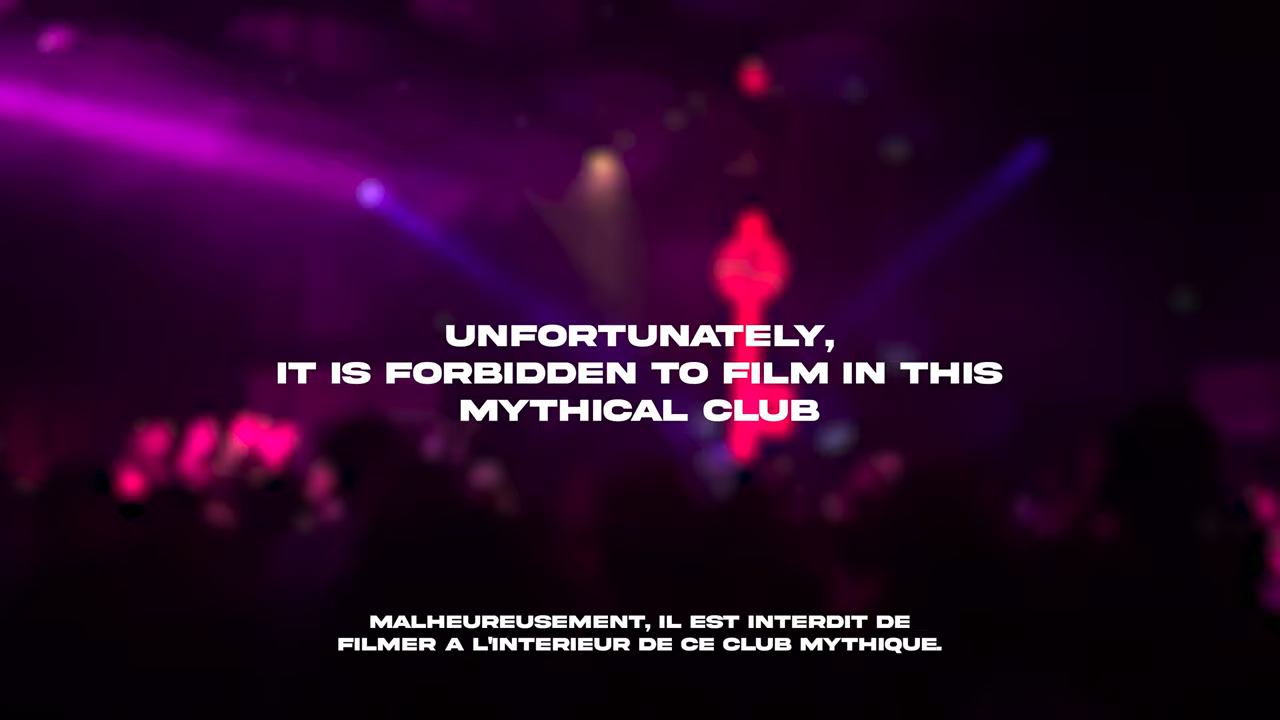 UNFORTUNATELY,
IT IS FORBIDDEN TO FILM IN THIS
MYTHICAL CLUB
MALHEUREUSEMENT, IL EST INTERDIT DE
FILMER A L'INTERIEUR DE CE CLUB MYTHIQUE.